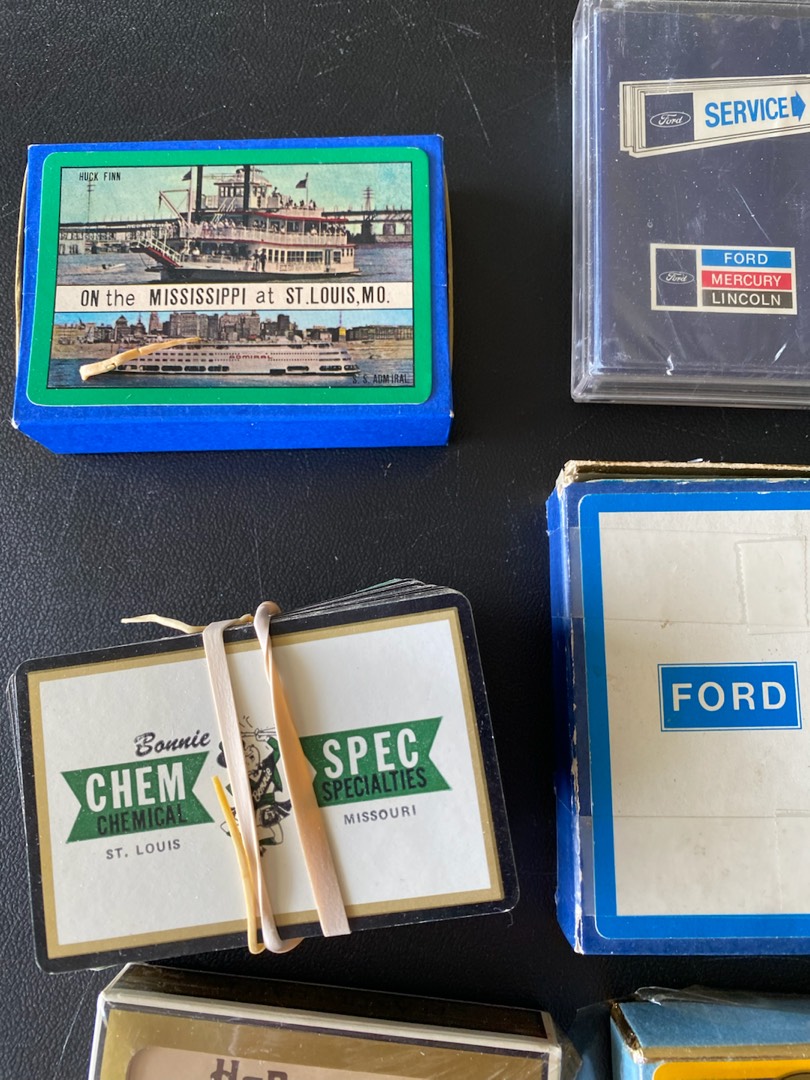 HUCK FINN
ON the MISSISSIPPI at ST.LOUIS, MO.
ADMIRAL
S.S. ADMIRAL
Ford SERVICE
Ford
FORD
MERCURY
LINCOLN
FORD
Bonnie
CHEM
CHEMICAL
ST. LOUIS
SPEC
SPECIALTIES
MISSOURI